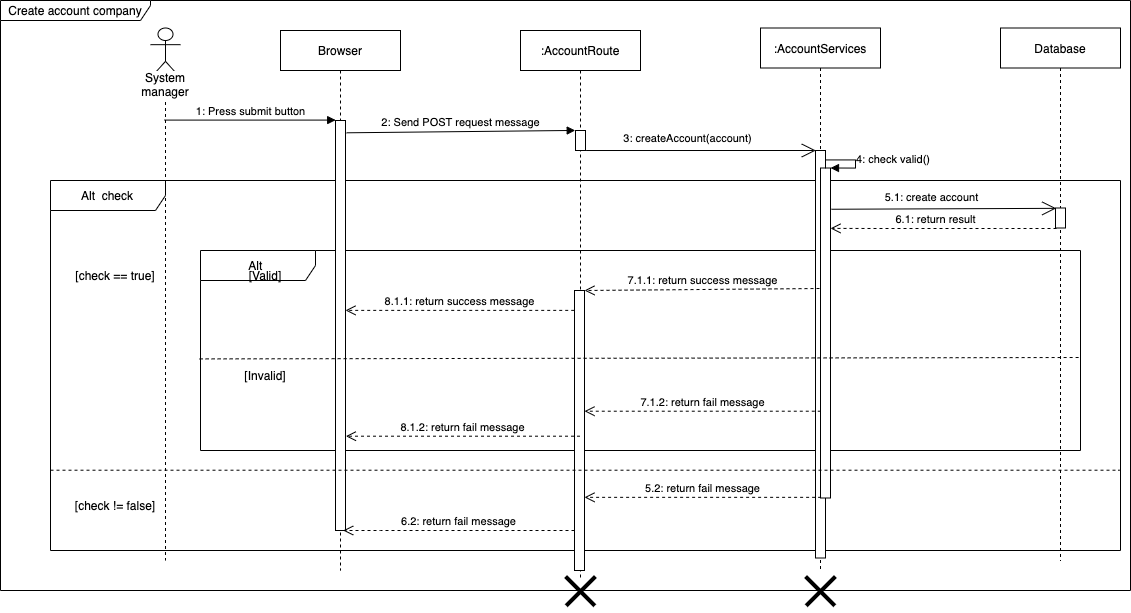 Create account company
System
manager
Browser
:AccountRoute
:AccountServices
Database
1: Press submit button
2: Send POST request message
3: createAccount(account)
4: check valid()
Alt  check
5.1: create account
6.1: return result
[check == true]
Alt
[Valid]
7.1.1: return success message
8.1.1: return success message
[Invalid]
7.1.2: return fail message
8.1.2: return fail message
5.2: return fail message
[check != false]
6.2: return fail message